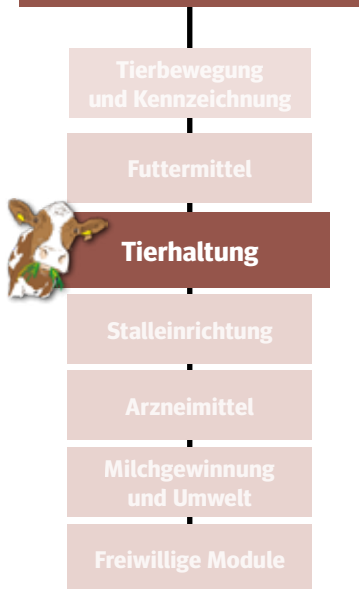 Tierbewegung
und Kennzeichnung
Futtermittel
Tierhaltung
Stalleinrichtung
Arzneimittel
Milchgewinnung
und Umwelt
Freiwillige Module